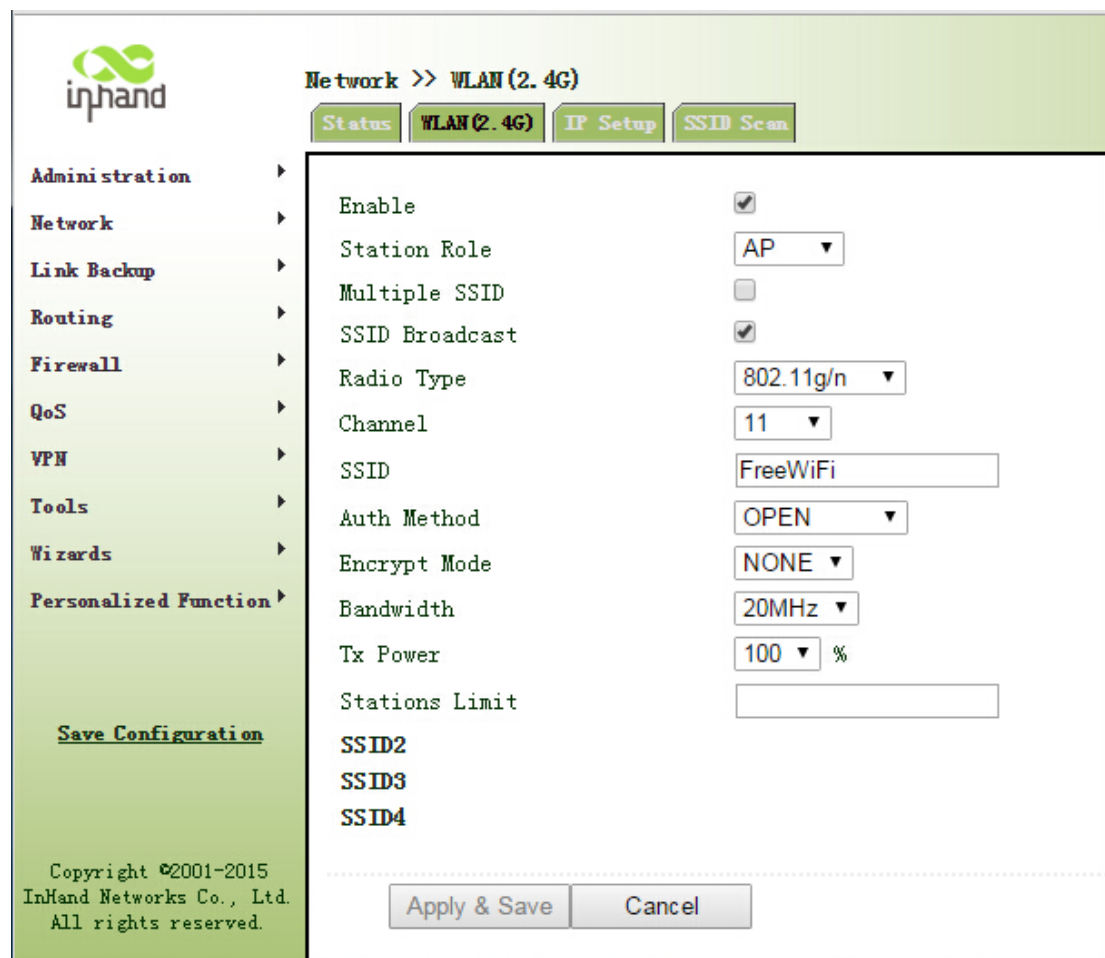 inhand
Network >> WLAN(2.4G)
Status WLAN(2.4G) IP Setup SSID Scan
Administration
Network
Link Backup
Routing
Firewall
QoS
VPN
Tools
Wizards
Personalized Function
Save Configuration
Copyright ©2001-2015
InHand Networks Co., Ltd.
All rights reserved.
Enable
Station Role AP
Multiple SSID
SSID Broadcast
Radio Type 802.11g/n
Channel 11
SSID FreeWiFi
Auth Method OPEN
Encrypt Mode NONE
Bandwidth 20MHz
Tx Power 100 %
Stations Limit
SSID2
SSID3
SSID4
Apply & Save Cancel